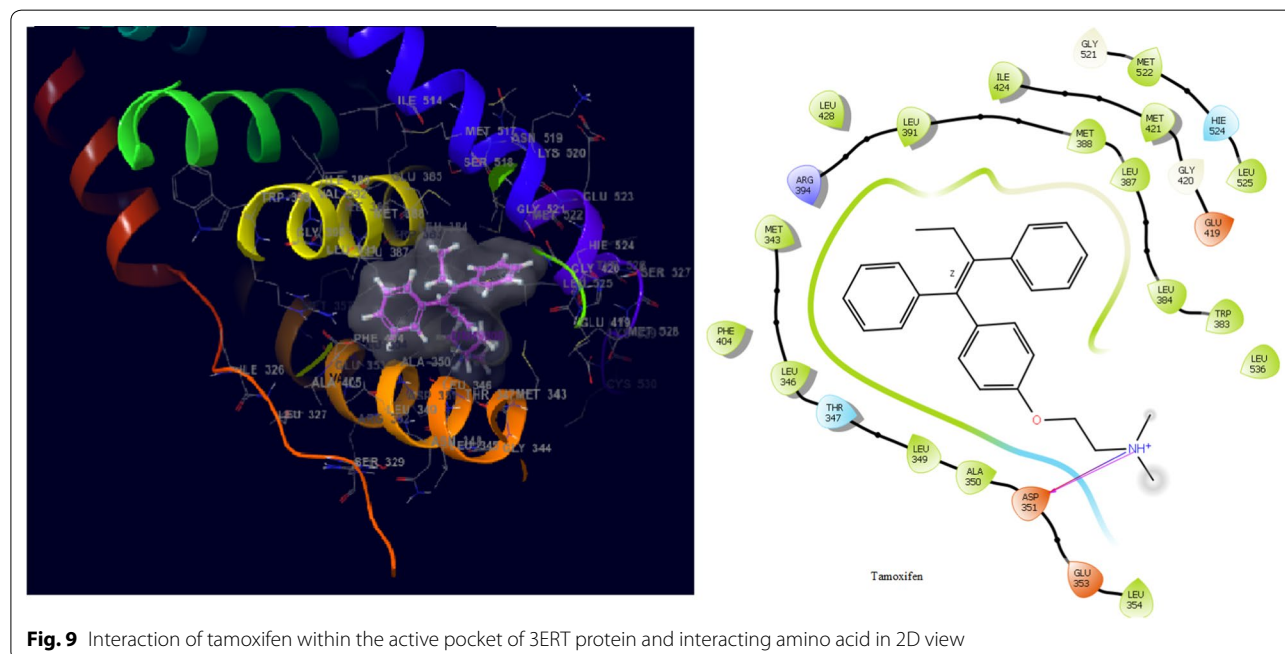 ILE 514
MET 517
ASN 519
SER 518
LYS 520
GLU 385
GLU 523
GLY 521
MET 522
HIE 524
LEU 387
GLY 420
SER 527
LEU 525
GLU 419
MET 528
PHE 404
ALA 350
CYS 530
ILE 326
ALA 405
MET 343
LEU 327
GLY 344
SER 329
GLY
521
MET
522
ILE
424
LEU
428
LEU
391
MET
388
MET
421
HIE
524
ARG
394
LEU
387
GLY
420
LEU
525
GLU
419
MET
343
LEU
384
TRP
383
PHE
404
LEU
346
THR
347
LEU
536
LEU
349
ALA
350
ASP
351
GLU
353
LEU
354
Z
O
NH+
Tamoxifen
Fig. 9 Interaction of tamoxifen within the active pocket of 3ERT protein and interacting amino acid in 2D view